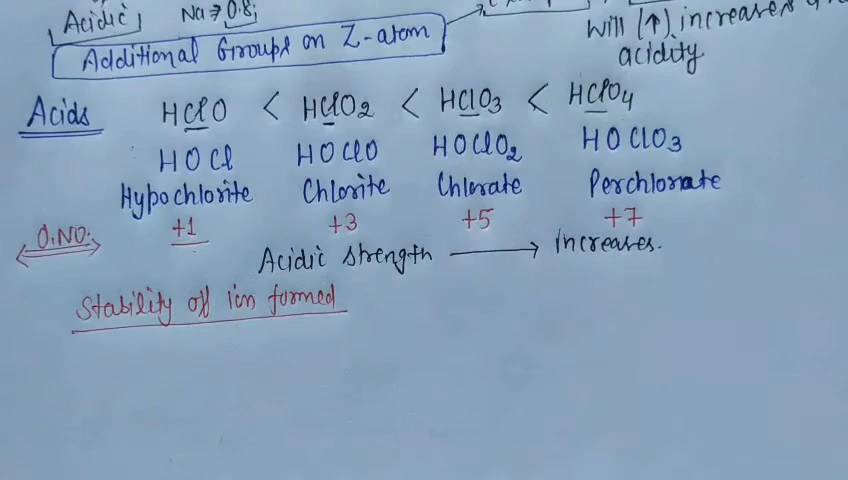 Acidic Na → 0.8;
Additional Groups on Z-atom
Will (↑) increases
acidity
Acids HClO < HClO2 < HClO3 < HClO4
HOCl HOClO HOClO2 HOClO3
Hypochlorite Chlorite Chlorate Perchlorate
O.NO. +1 +3 +5 +7
Acidic strength → increases.
Stability of ion formed